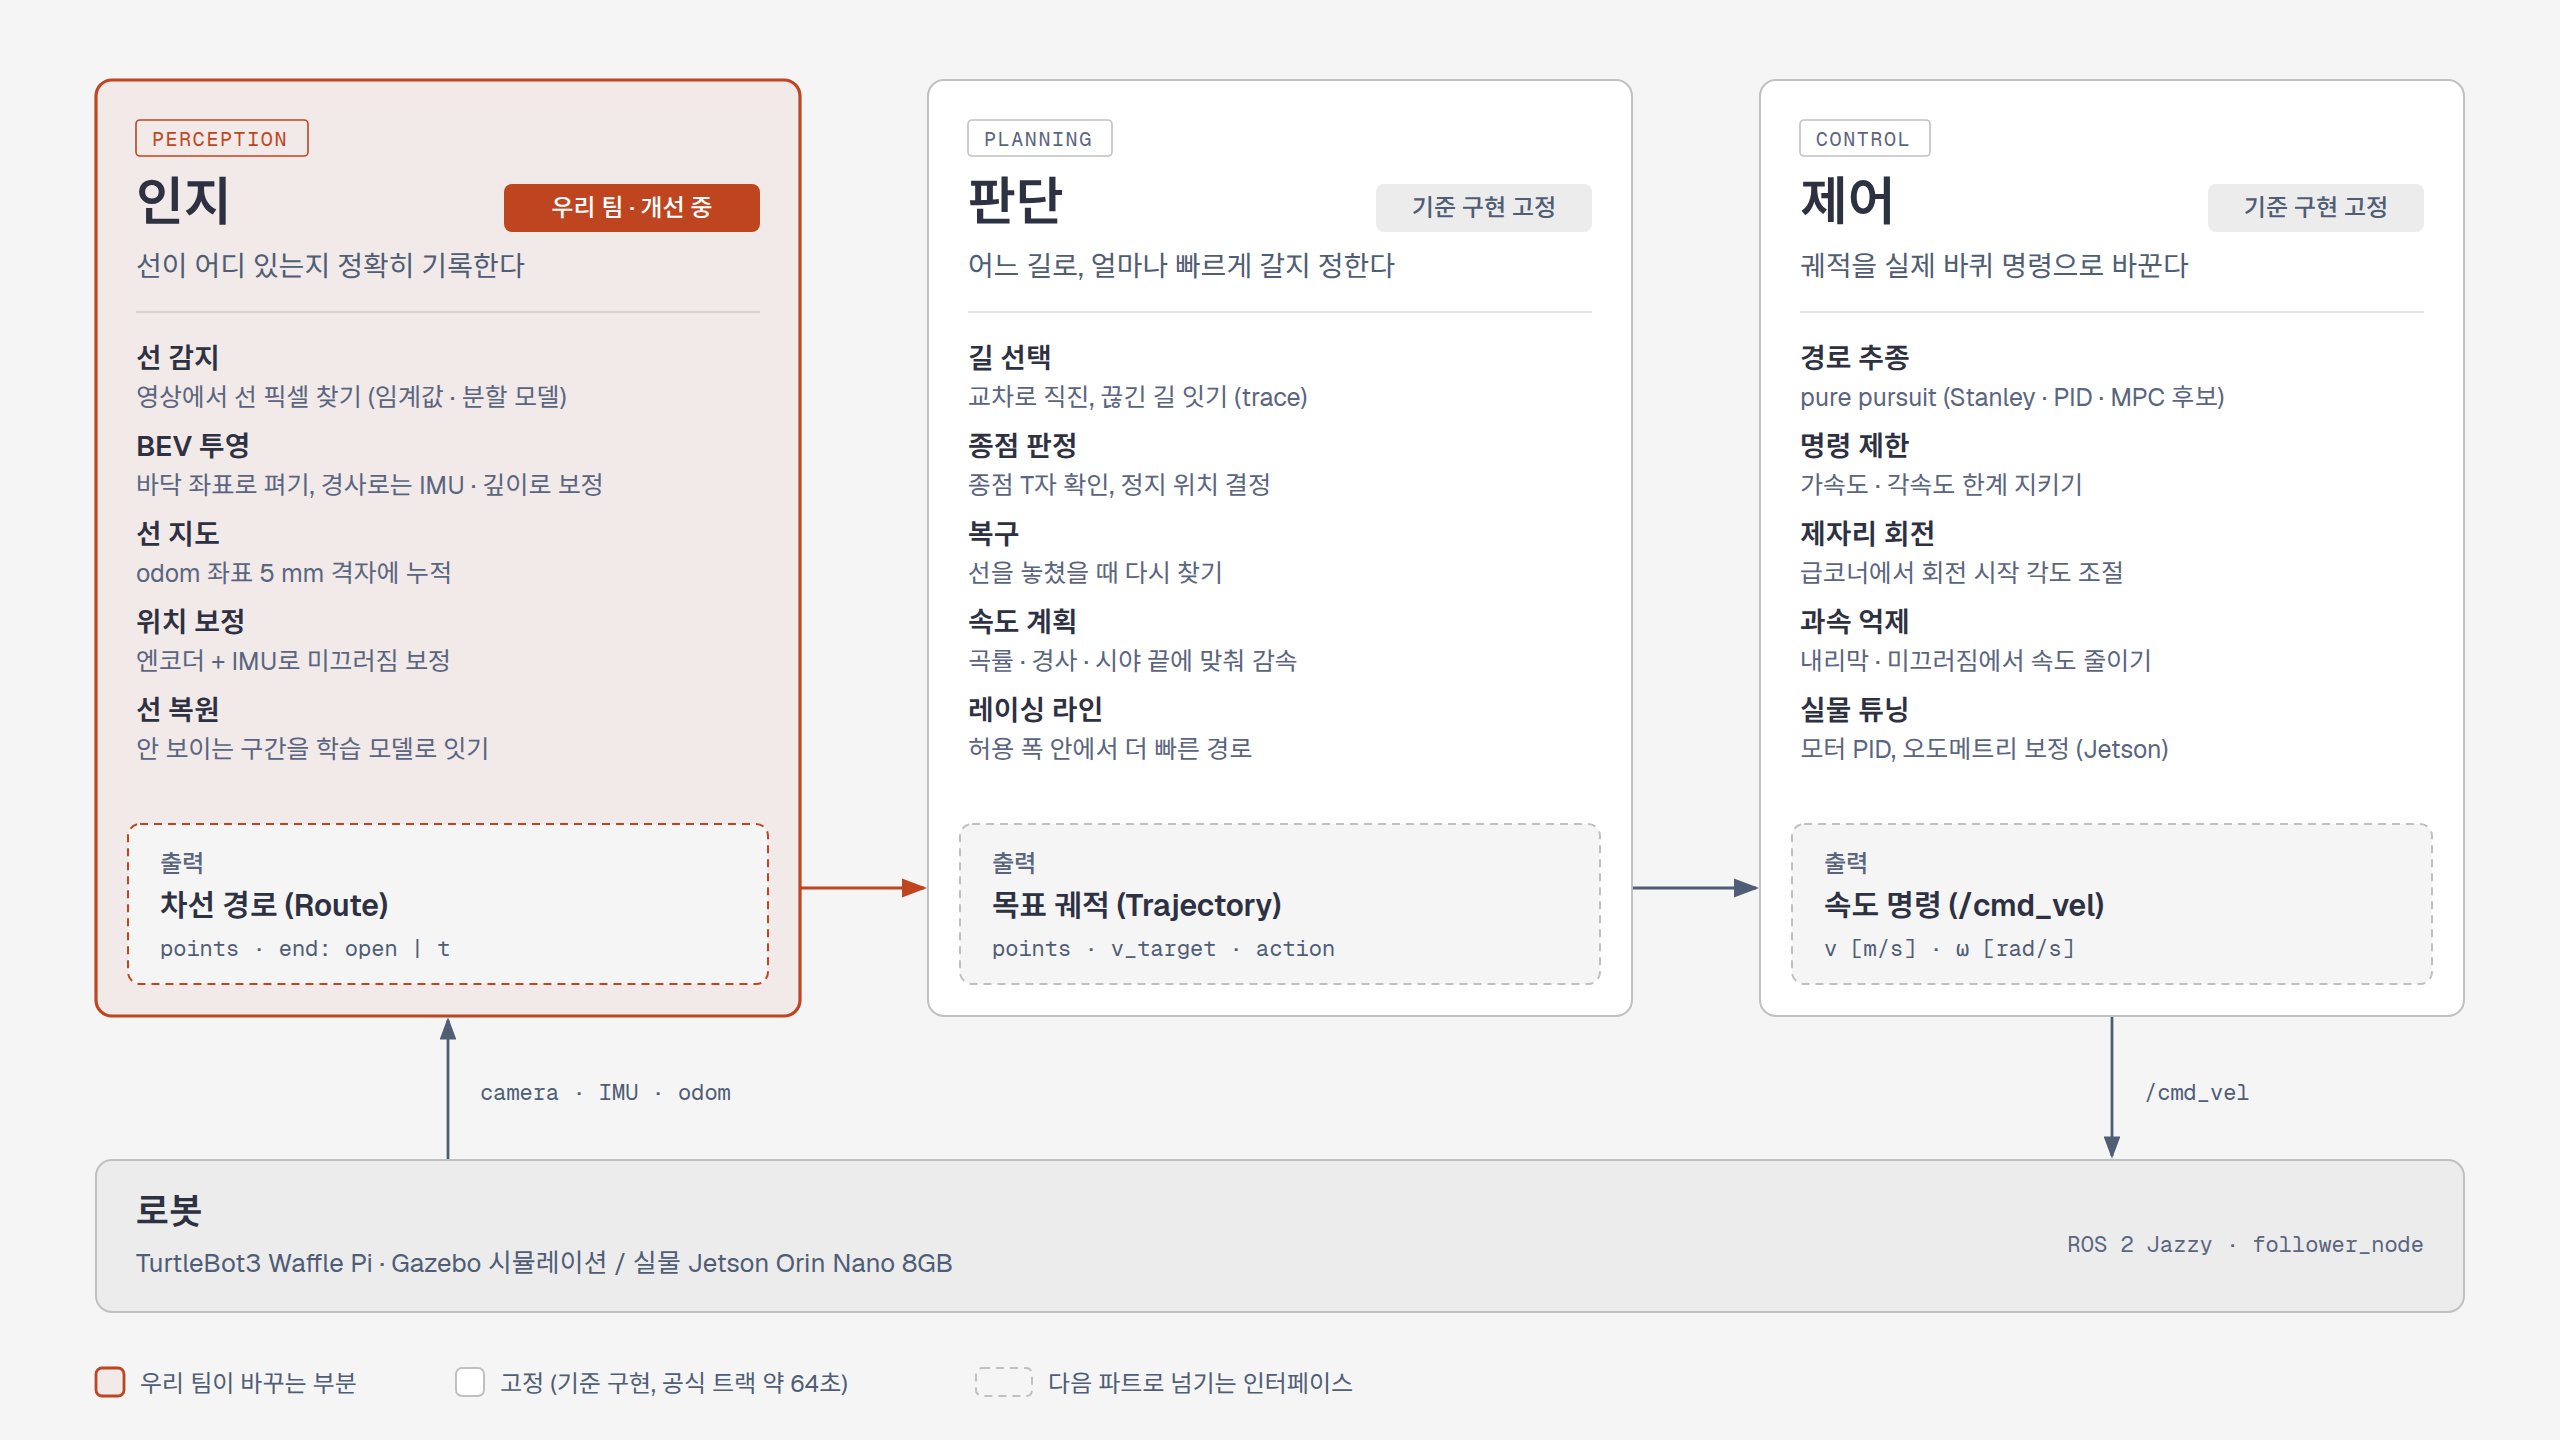 PERCEPTION
인지
우리 팀 · 개선 중
선이 어디 있는지 정확히 기록한다
선 감지
영상에서 선 픽셀 찾기 (임계값 · 분할 모델)
BEV 투영
바닥 좌표로 펴기, 경사로는 IMU · 깊이로 보정
선 지도
odom 좌표 5 mm 격자에 누적
위치 보정
엔코더 + IMU로 미끄러짐 보정
선 복원
안 보이는 구간을 학습 모델로 잇기
출력
차선 경로 (Route)
points · end: open | t
PLANNING
판단
기준 구현 고정
어느 길로, 얼마나 빠르게 갈지 정한다
길 선택
교차로 직진, 끊긴 길 잇기 (trace)
종점 판정
종점 T자 확인, 정지 위치 결정
복구
선을 놓쳤을 때 다시 찾기
속도 계획
곡률 · 경사 · 시야 끝에 맞춰 감속
레이싱 라인
허용 폭 안에서 더 빠른 경로
출력
목표 궤적 (Trajectory)
points · v_target · action
CONTROL
제어
기준 구현 고정
궤적을 실제 바퀴 명령으로 바꾼다
경로 추종
pure pursuit (Stanley · PID · MPC 후보)
명령 제한
가속도 · 각속도 한계 지키기
제자리 회전
급코너에서 회전 시작 각도 조절
과속 억제
내리막 · 미끄러짐에서 속도 줄이기
실물 튜닝
모터 PID, 오도메트리 보정 (Jetson)
출력
속도 명령 (/cmd_vel)
v [m/s] · ω [rad/s]
camera · IMU · odom
/cmd_vel
로봇
TurtleBot3 Waffle Pi · Gazebo 시뮬레이션 / 실물 Jetson Orin Nano 8GB
ROS 2 Jazzy · follower_node
우리 팀이 바꾸는 부분
고정 (기준 구현, 공식 트랙 약 64초)
다음 파트로 넘기는 인터페이스